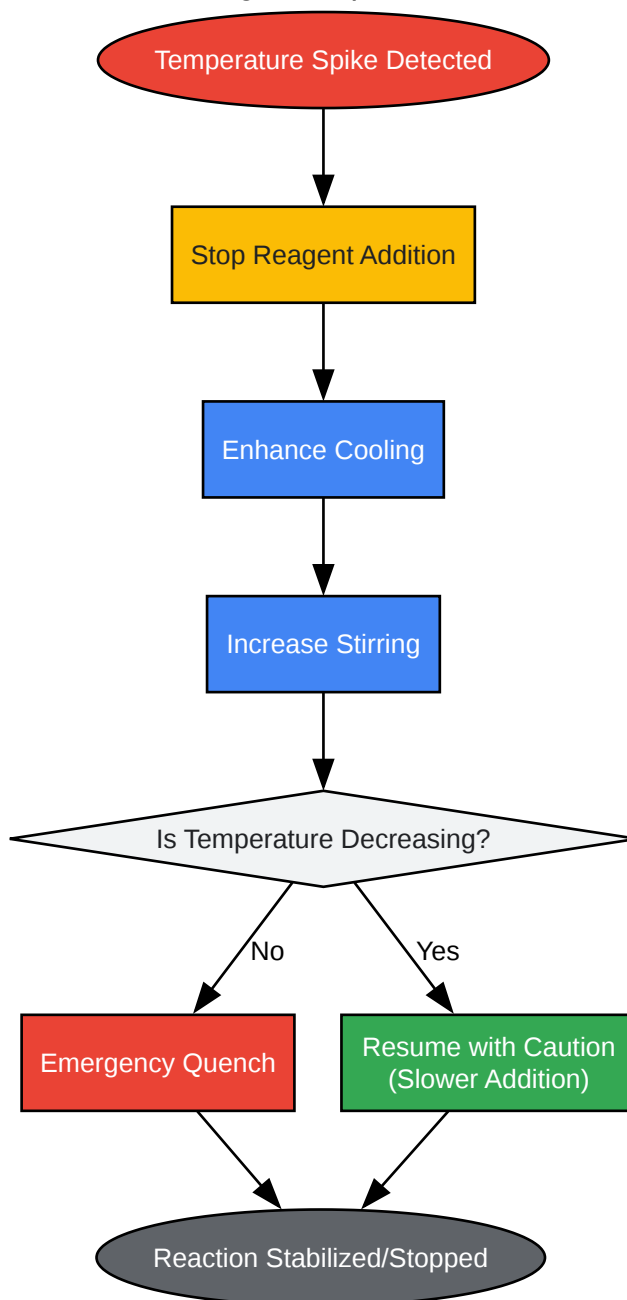 Temperature Spike Detected
Stop Reagent Addition
Enhance Cooling
Increase Stirring
Is Temperature Decreasing?
No
Yes
Emergency Quench
Resume with Caution
(Slower Addition)
Reaction Stabilized/Stopped